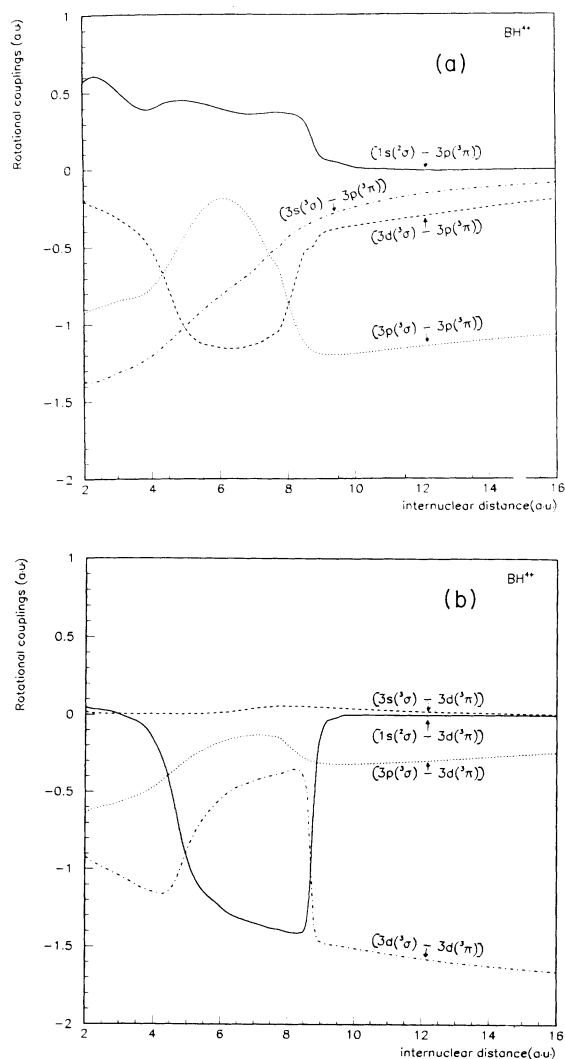 Rotational couplings (a.u)
1
0.5
0
−0.5
−1
−1.5
−2
2 4 6 8 10 12 14 16
internuclear distance(a.u.)
BH⁴⁺
(a)
(1s(²σ) − 3p(³π))
(3s(³σ) − 3p(³π))
(3d(³σ) − 3p(³π))
(3p(³σ) − 3p(³π))
Rotational couplings (a.u)
1
0.5
0
−0.5
−1
−1.5
−2
2 4 6 8 10 12 14 16
internuclear distance(a.u.)
BH⁴⁺
(b)
(3s(³σ) − 3d(³π))
(1s(²σ) − 3d(³π))
(3p(³σ) − 3d(³π))
(3d(³σ) − 3d(³π))